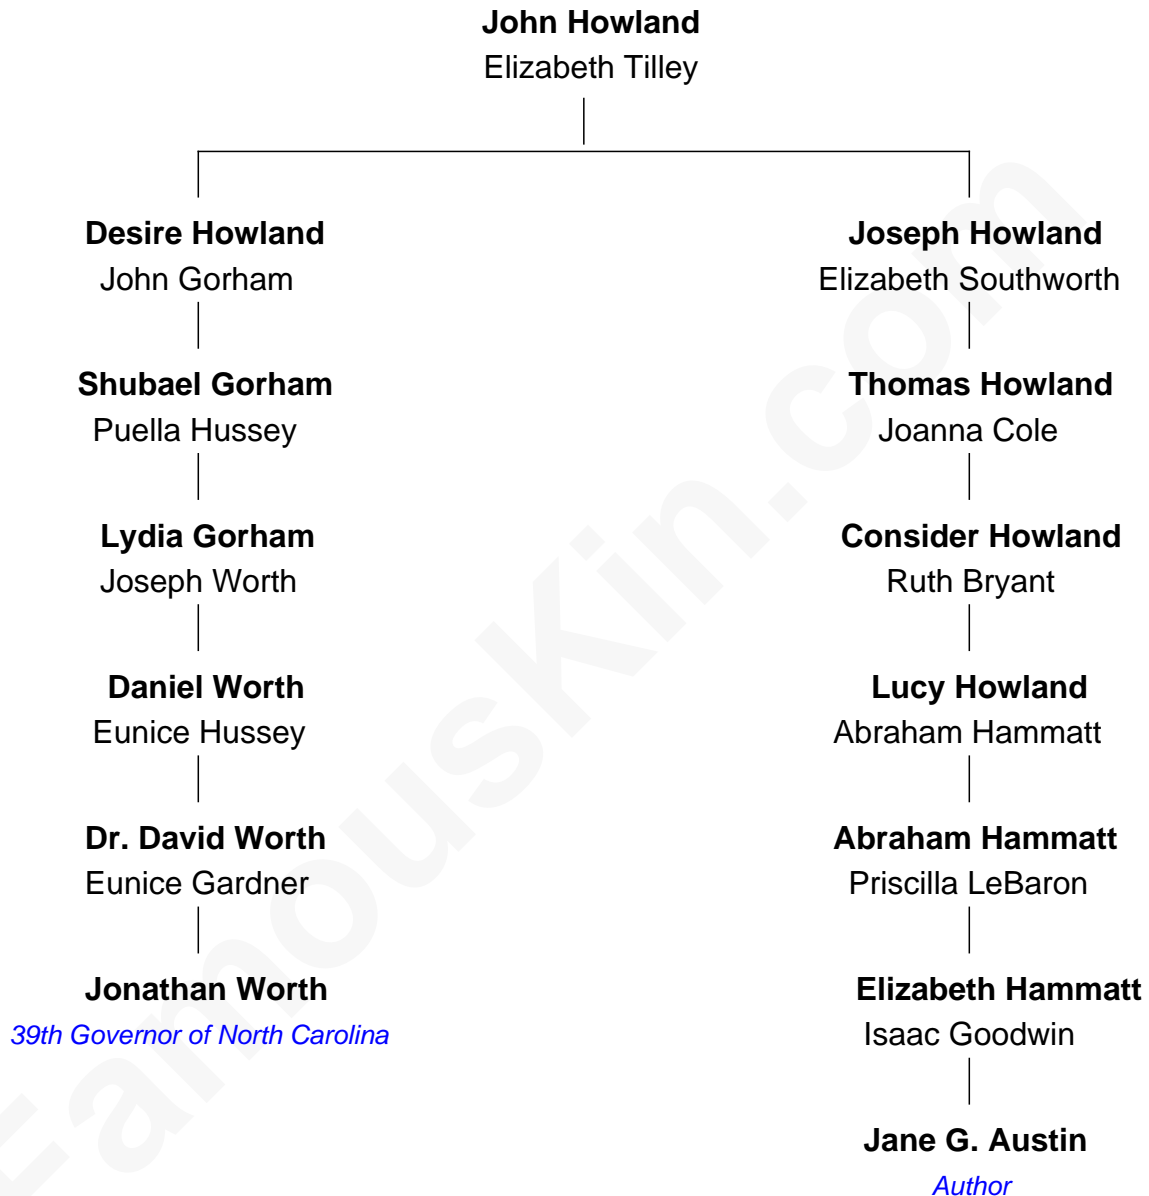 John Howland
Elizabeth Tilley
Desire Howland
John Gorham
Joseph Howland
Elizabeth Southworth
Shubael Gorham
Puella Hussey
Thomas Howland
Joanna Cole
Lydia Gorham
Joseph Worth
Consider Howland
Ruth Bryant
Daniel Worth
Eunice Hussey
Lucy Howland
Abraham Hammatt
Dr. David Worth
Eunice Gardner
Abraham Hammatt
Priscilla LeBaron
Jonathan Worth
39th Governor of North Carolina
Elizabeth Hammatt
Isaac Goodwin
Jane G. Austin
Author
FamousKin.com